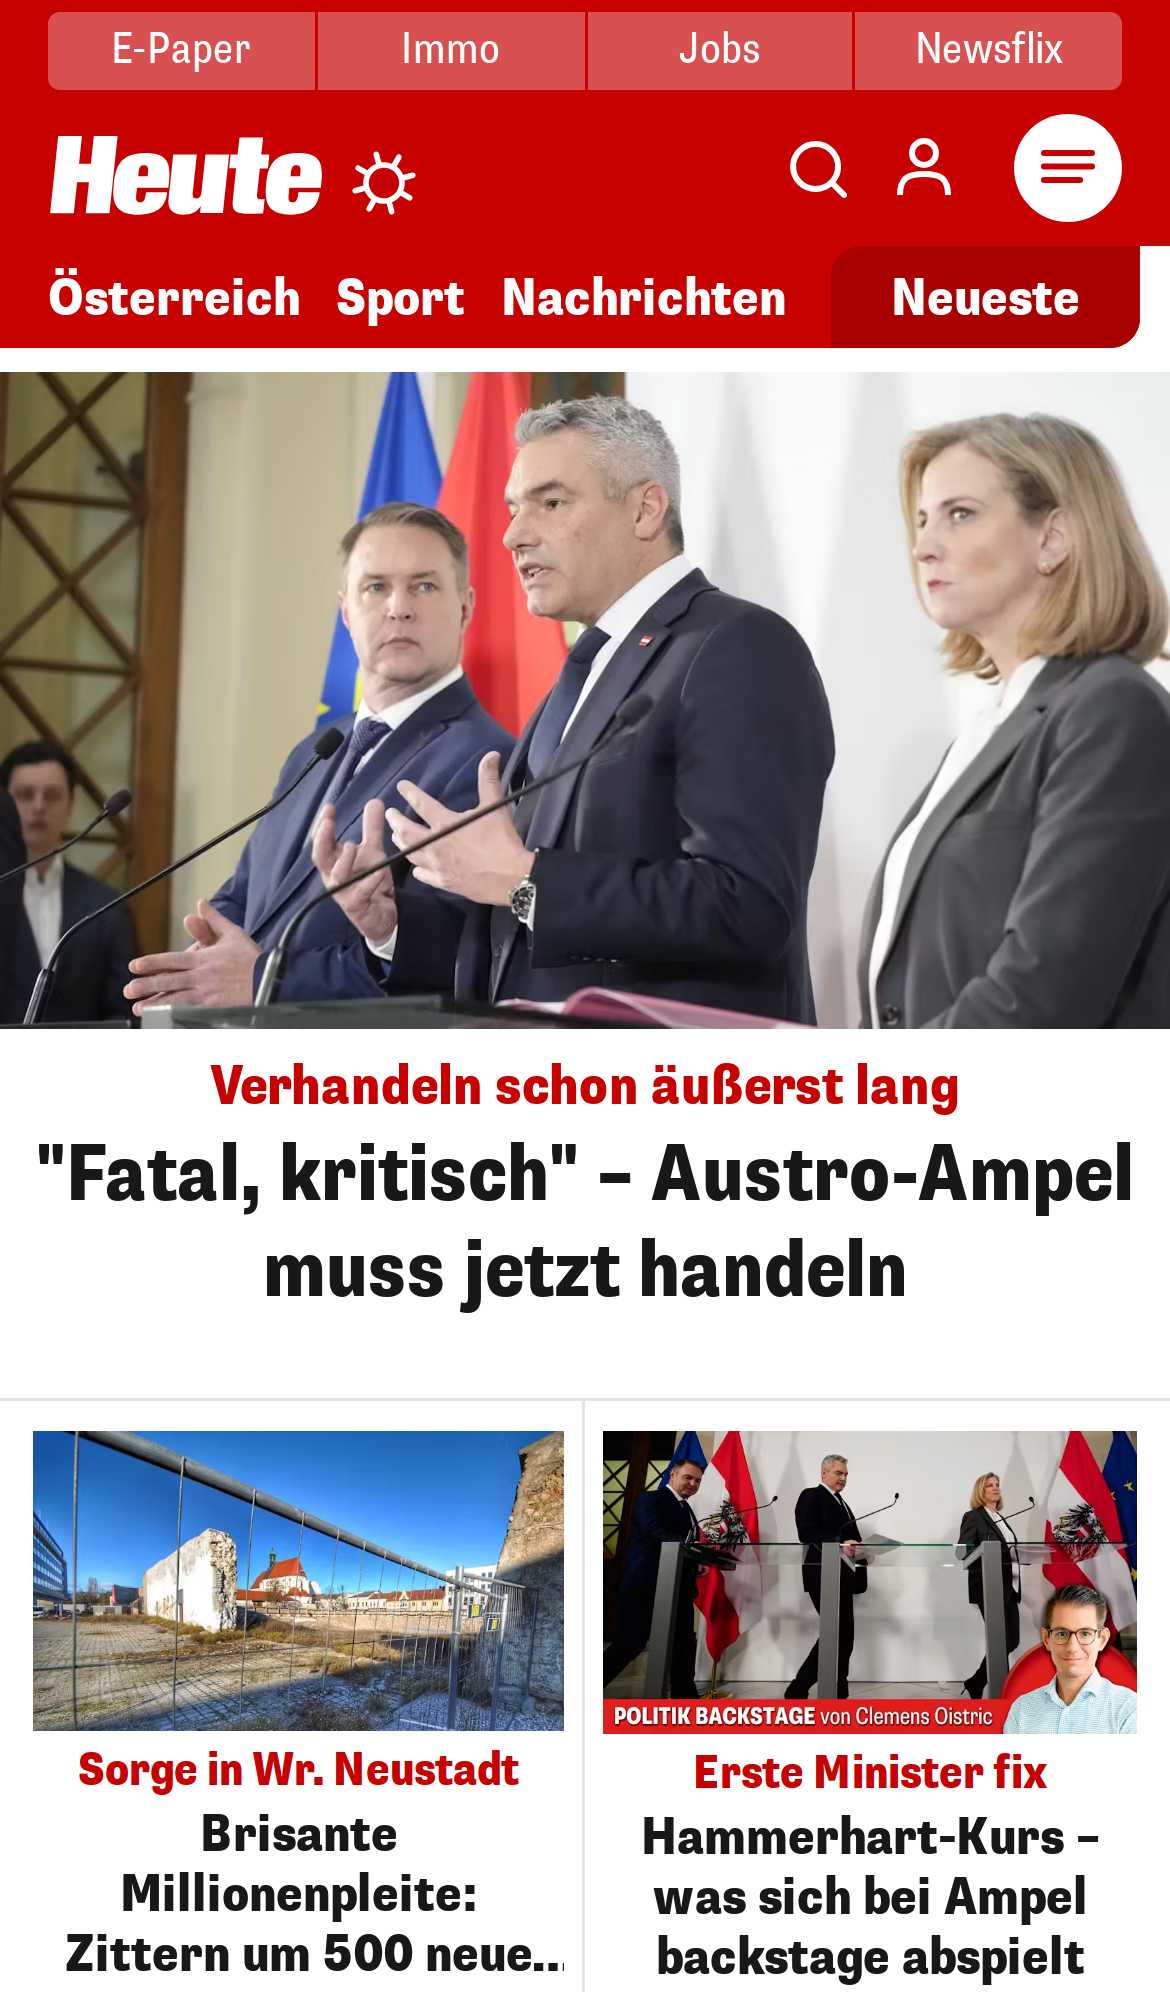 E-Paper
Immo
Jobs
Newsflix
Heute
Österreich
Sport
Nachrichten
Neueste
Verhandeln schon äußerst lang
"Fatal, kritisch" – Austro-Ampel
muss jetzt handeln
Sorge in Wr. Neustadt
Brisante
Millionenpleite:
Zittern um 500 neue...
POLITIK BACKSTAGE von Clemens Oistric
Erste Minister fix
Hammerhart-Kurs –
was sich bei Ampel
backstage abspielt